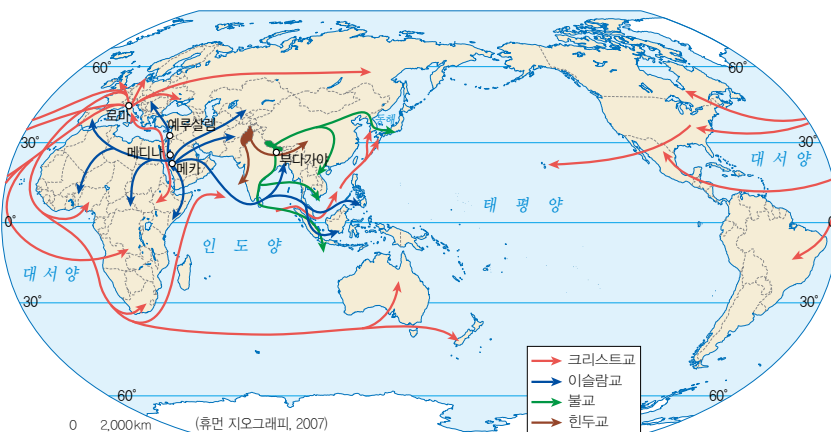 60°
60°
로마
예루살렘
동해
30°
메디나
메카
부다가야
30°
대서양
태평양
0°
0°
인도양
대서양
30°
30°
크리스트교
이슬람교
불교
힌두교
60°
60°
0 2,000km
(휴먼 지오그래피, 2007)